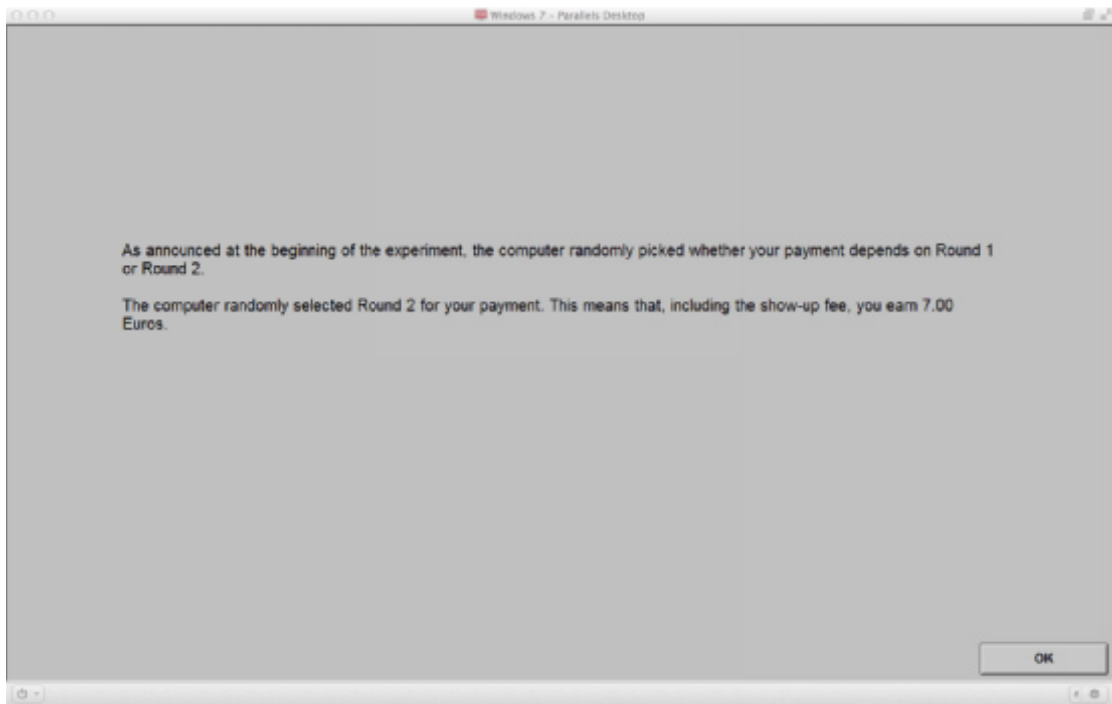 Windows 7 - Parallels Desktop
As announced at the beginning of the experiment, the computer randomly picked whether your payment depends on Round 1
or Round 2.
The computer randomly selected Round 2 for your payment. This means that, including the show-up fee, you earn 7.00
Euros.
OK